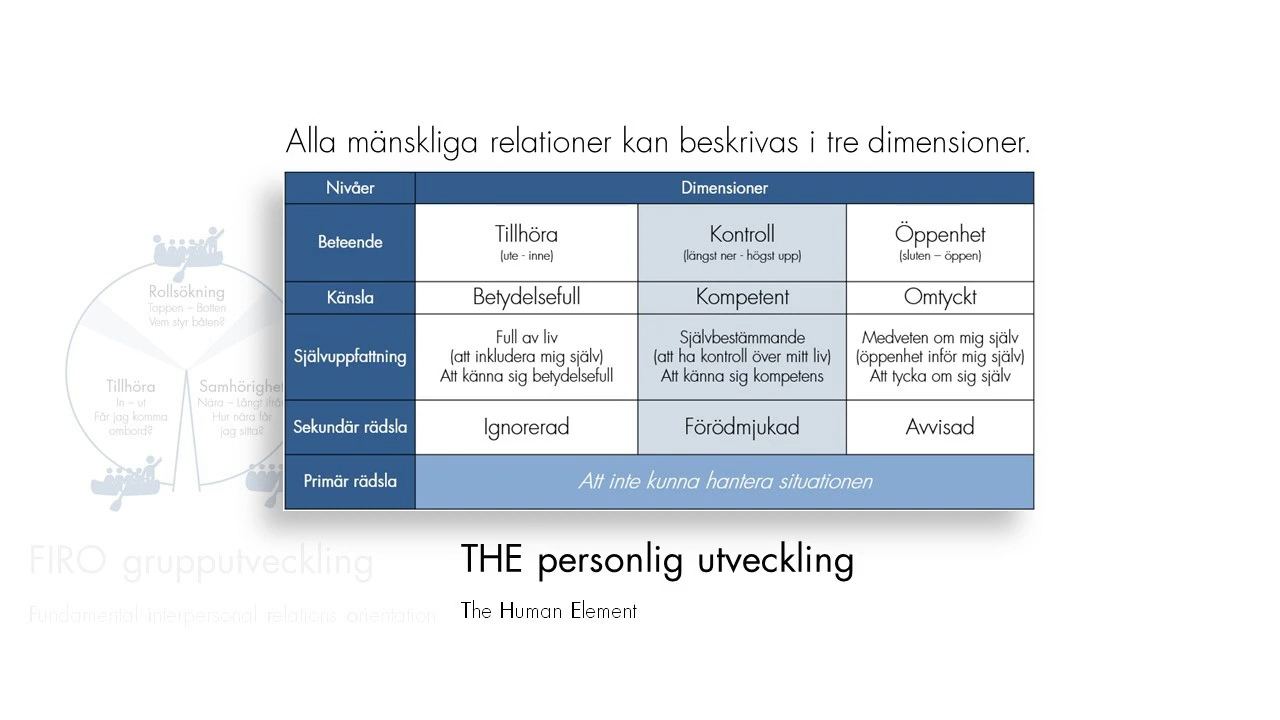 Alla mänskliga relationer kan beskrivas i tre dimensioner.
Nivåer Dimensioner
Beteende Tillhöra Kontroll Öppenhet
(ute - inne) (längst ner - högst upp) (sluten – öppen)
Känsla Betydelsefull Kompetent Omtyckt
Självuppfattning
Full av liv
(att inkludera mig själv)
Att känna sig betydelsefull
Självbestämmande
(att ha kontroll över mitt liv)
Att känna sig kompetens
Medveten om mig själv
(öppenhet inför mig själv)
Att tycka om sig själv
Sekundär rädsla Ignorerad Förödmjukad Avvisad
Primär rädsla Att inte kunna hantera situationen
Rollsökning
Toppen – Botten
Vem styr båten?
Tillhöra
In – ut
Får jag komma
ombord?
Samhörighet
Nära – Långt ifrån
Hur nära får
jag sitta?
FIRO grupputveckling
Fundamental interpersonal relations orientation
THE personlig utveckling
The Human Element